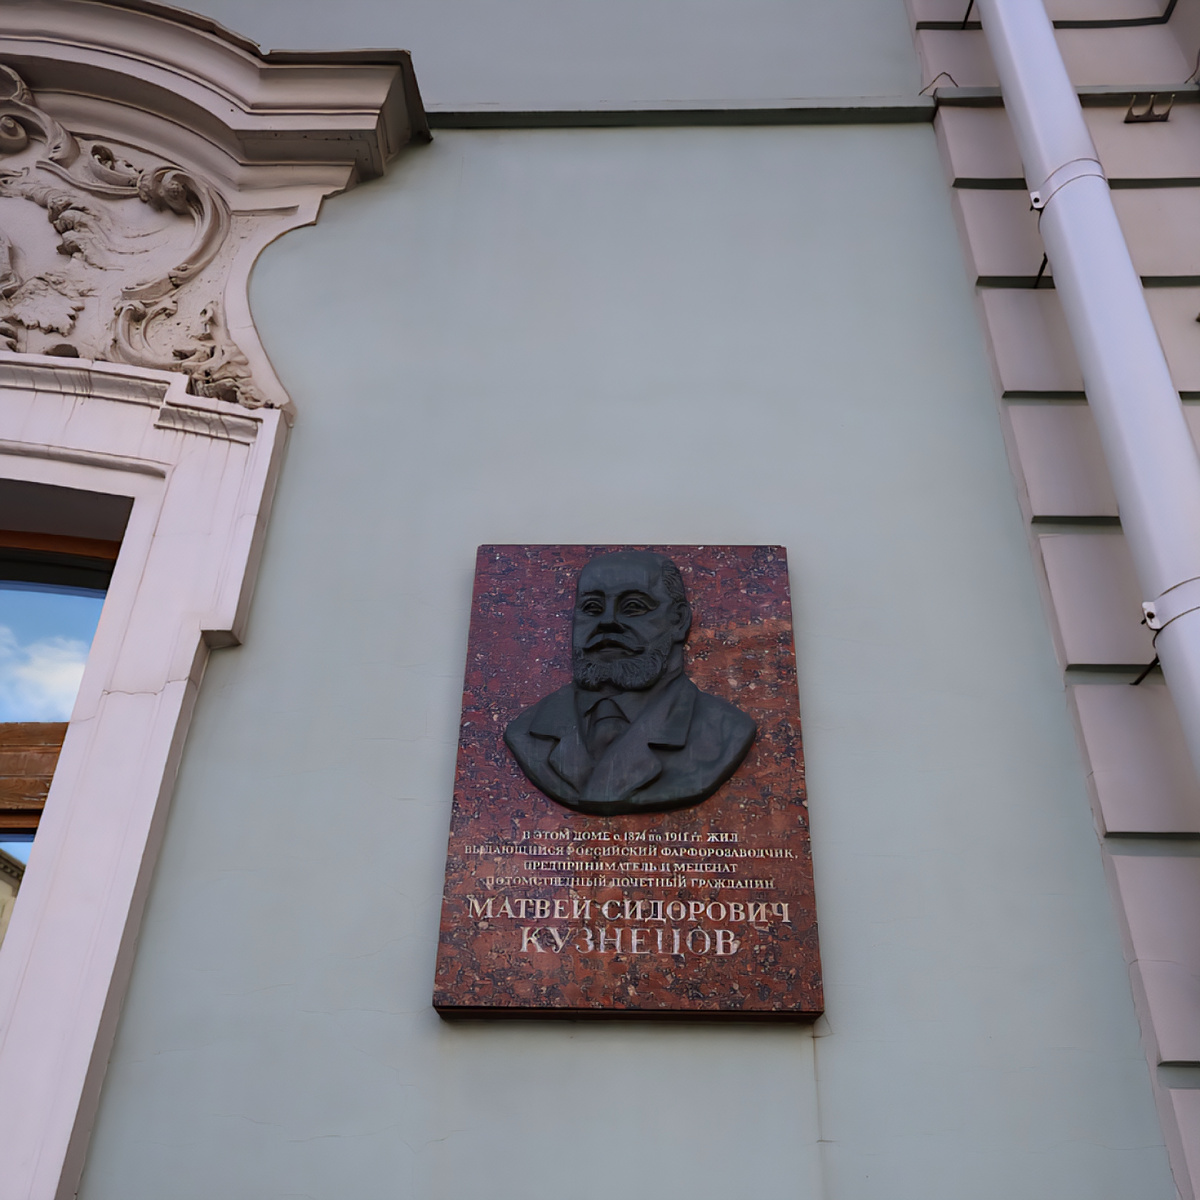 В ЭТОМ ДОМЕ с 1874 по 1911 гг. ЖИЛ
ВЫДАЮЩИЙСЯ РОССИЙСКИЙ ФАРФОРОЗАВОДЧИК,
ПРЕДПРИНИМАТЕЛЬ И МЕЦЕНАТ
ПОТОМСТВЕННЫЙ ПОЧЕТНЫЙ ГРАЖДАНИН
МАТВЕЙ СИДОРОВИЧ
КУЗНЕЦОВ